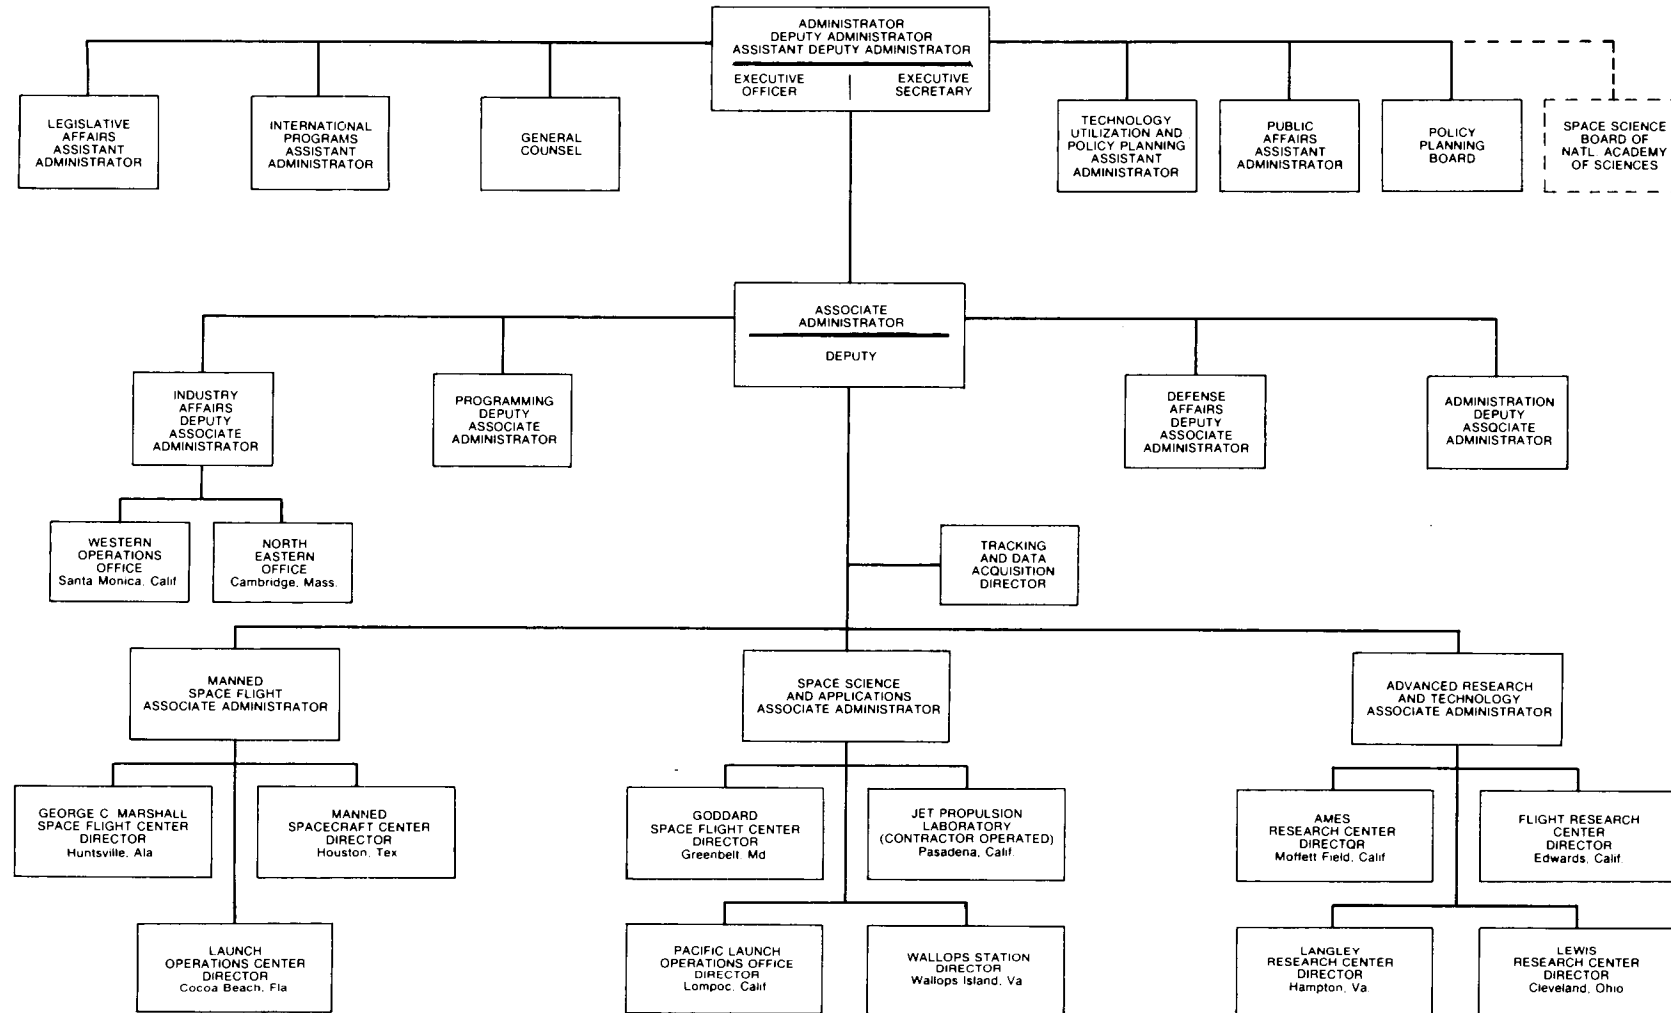 ADMINISTRATOR
DEPUTY ADMINISTRATOR
ASSISTANT DEPUTY ADMINISTRATOR
EXECUTIVE
OFFICER
EXECUTIVE
SECRETARY
LEGISLATIVE
AFFAIRS
ASSISTANT
ADMINISTRATOR
INTERNATIONAL
PROGRAMS
ASSISTANT
ADMINISTRATOR
GENERAL
COUNSEL
TECHNOLOGY
UTILIZATION AND
POLICY PLANNING
ASSISTANT
ADMINISTRATOR
PUBLIC
AFFAIRS
ASSISTANT
ADMINISTRATOR
POLICY
PLANNING
BOARD
SPACE SCIENCE
BOARD OF
NATL. ACADEMY
OF SCIENCES
ASSOCIATE
ADMINISTRATOR
DEPUTY
INDUSTRY
AFFAIRS
DEPUTY
ASSOCIATE
ADMINISTRATOR
PROGRAMMING
DEPUTY
ASSOCIATE
ADMINISTRATOR
DEFENSE
AFFAIRS
DEPUTY
ASSOCIATE
ADMINISTRATOR
ADMINISTRATION
DEPUTY
ASSOCIATE
ADMINISTRATOR
WESTERN
OPERATIONS
OFFICE
Santa Monica, Calif
NORTH
EASTERN
OFFICE
Cambridge, Mass.
TRACKING
AND DATA
ACQUISITION
DIRECTOR
MANNED
SPACE FLIGHT
ASSOCIATE ADMINISTRATOR
SPACE SCIENCE
AND APPLICATIONS
ASSOCIATE ADMINISTRATOR
ADVANCED RESEARCH
AND TECHNOLOGY
ASSOCIATE ADMINISTRATOR
GEORGE C. MARSHALL
SPACE FLIGHT CENTER
DIRECTOR
Huntsville, Ala
MANNED
SPACECRAFT CENTER
DIRECTOR
Houston, Tex
GODDARD
SPACE FLIGHT CENTER
DIRECTOR
Greenbelt, Md
JET PROPULSION
LABORATORY
(CONTRACTOR OPERATED)
Pasadena, Calif.
AMES
RESEARCH CENTER
DIRECTOR
Moffett Field, Calif
FLIGHT RESEARCH
CENTER
DIRECTOR
Edwards, Calif.
LAUNCH
OPERATIONS CENTER
DIRECTOR
Cocoa Beach, Fla
PACIFIC LAUNCH
OPERATIONS OFFICE
DIRECTOR
Lompoc, Calif
WALLOPS STATION
DIRECTOR
Wallops Island, Va
LANGLEY
RESEARCH CENTER
DIRECTOR
Hampton, Va.
LEWIS
RESEARCH CENTER
DIRECTOR
Cleveland, Ohio